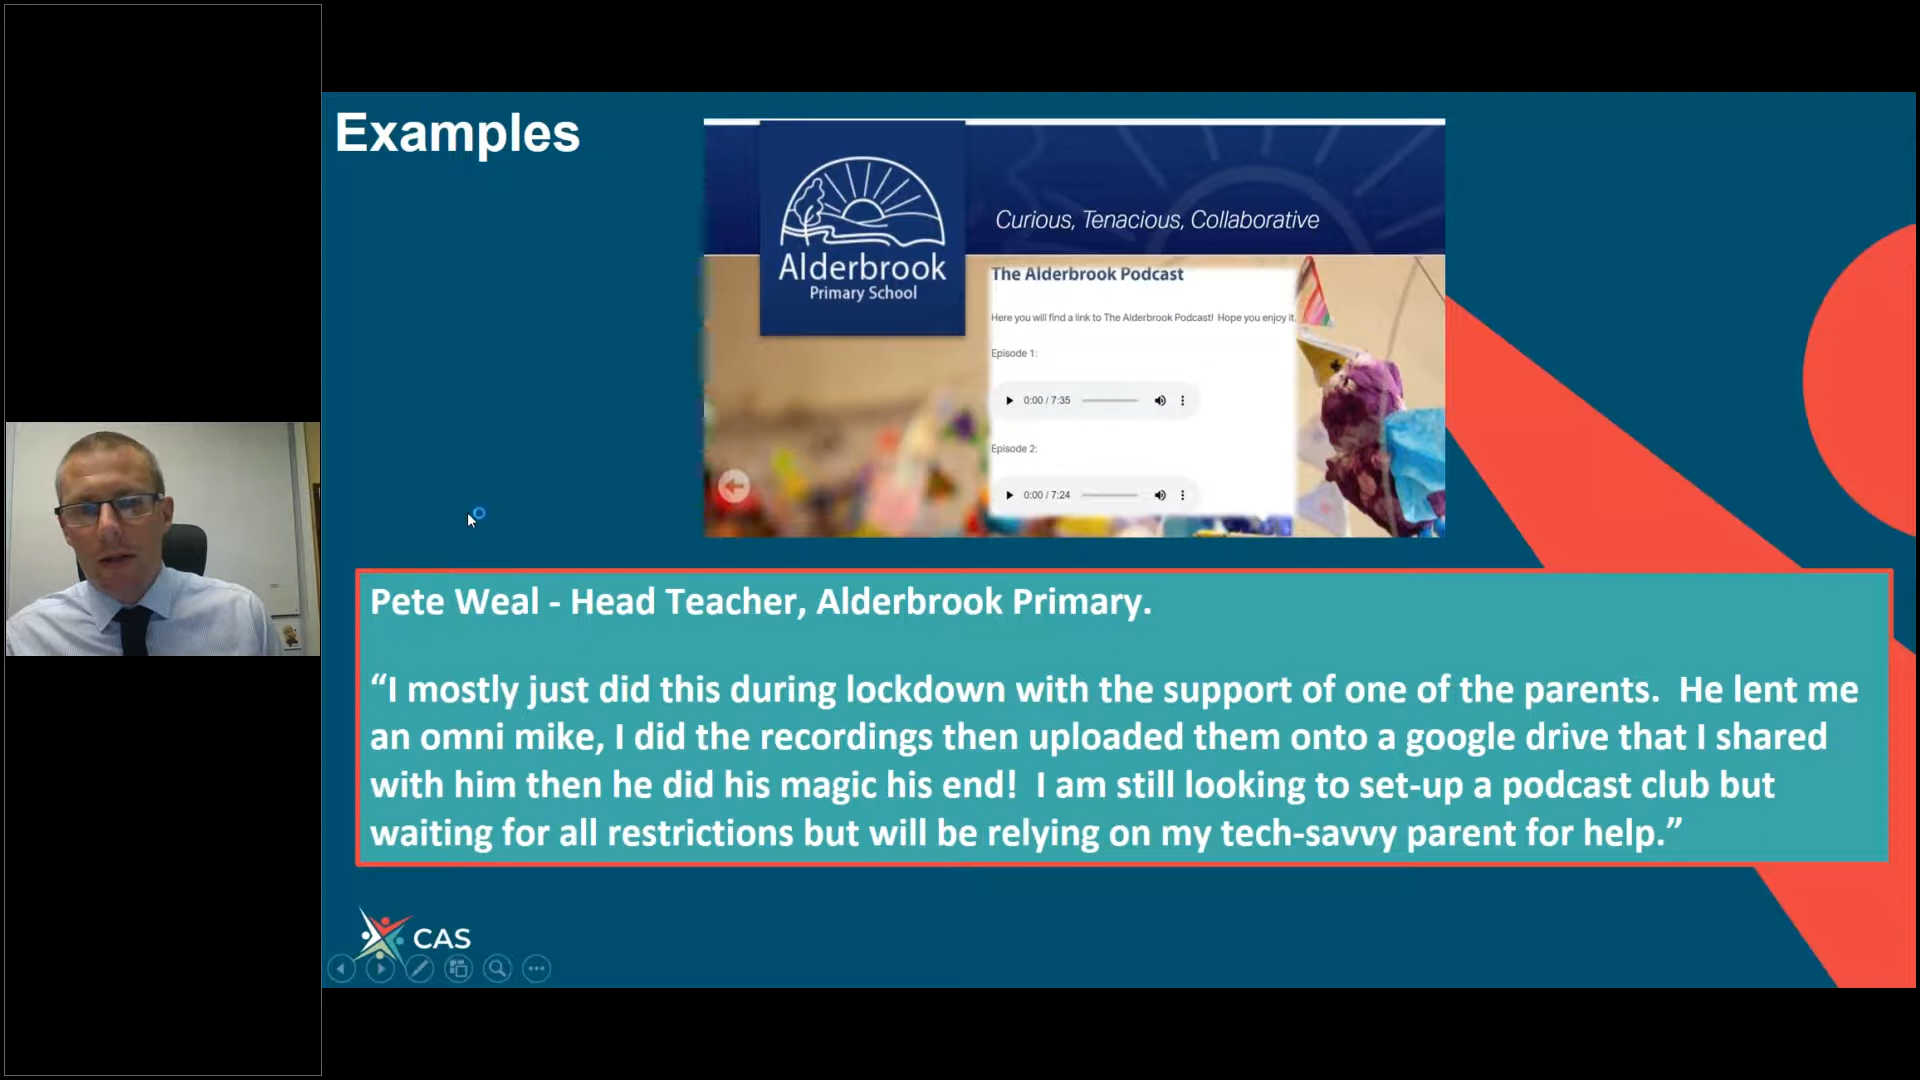 Examples
Alderbrook
Primary School
Curious, Tenacious, Collaborative
The Alderbrook Podcast
Here you will find a link to The Alderbrook Podcast! Hope you enjoy it.
Episode 1:
0:00 / 7:35
Episode 2:
0:00 / 7:24
Pete Weal - Head Teacher, Alderbrook Primary.
“I mostly just did this during lockdown with the support of one of the parents. He lent me
an omni mike, I did the recordings then uploaded them onto a google drive that I shared
with him then he did his magic his end! I am still looking to set-up a podcast club but
waiting for all restrictions but will be relying on my tech-savvy parent for help.”
CAS